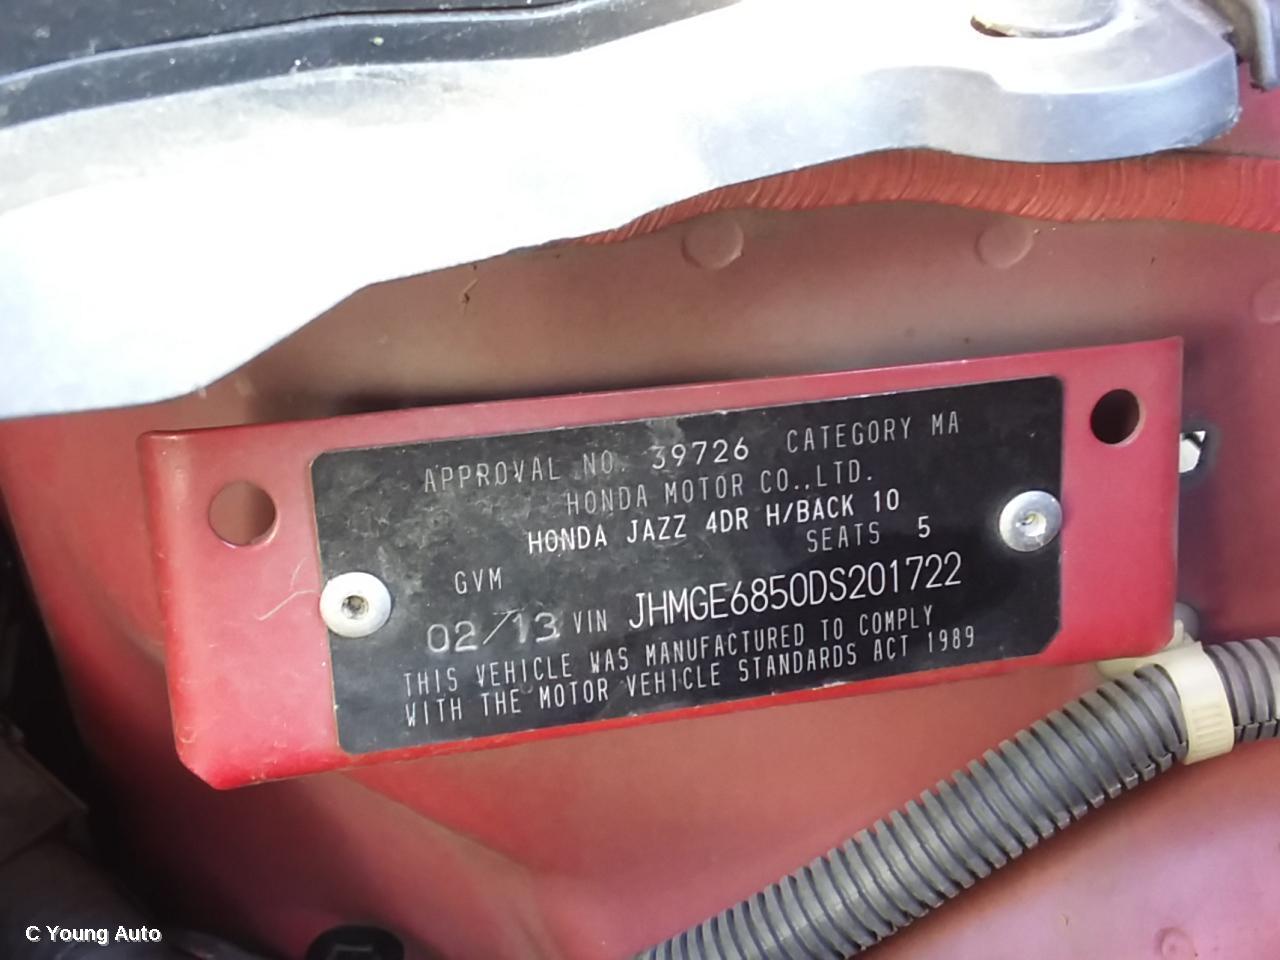 APPROVAL NO. 39726 CATEGORY MA
HONDA MOTOR CO.,LTD.
HONDA JAZZ 4DR H/BACK 10
SEATS 5
GVM
02/13 VIN JHMGE6850DS201722
THIS VEHICLE WAS MANUFACTURED TO COMPLY
WITH THE MOTOR VEHICLE STANDARDS ACT 1989
C Young Auto